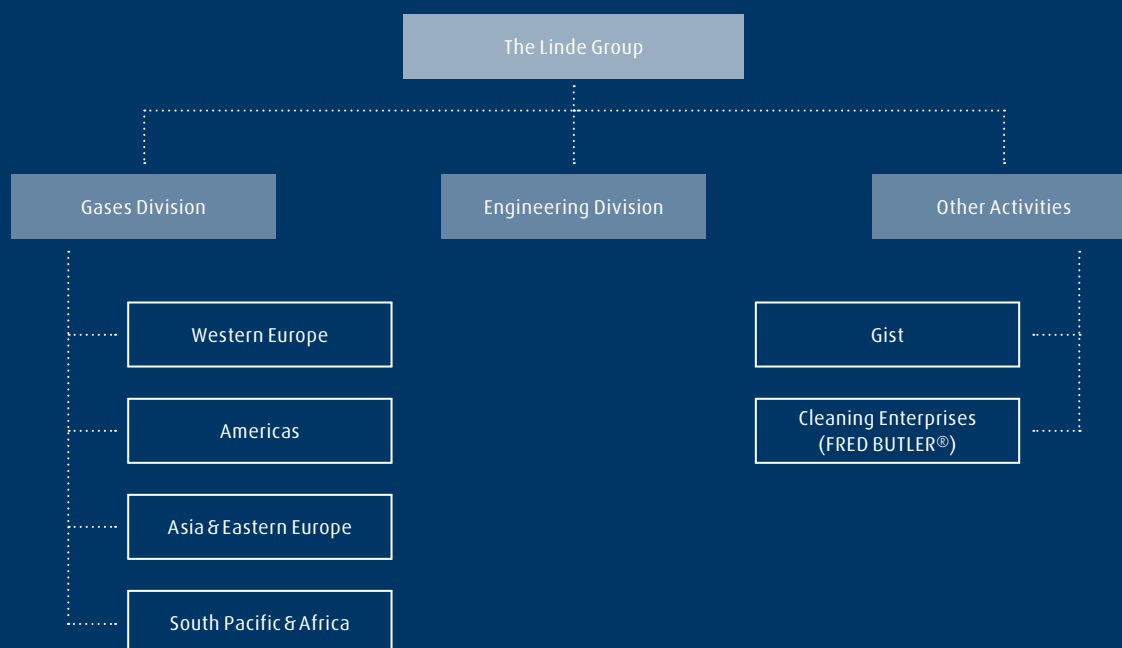 The Linde Group
Gases Division
Engineering Division
Other Activities
Western Europe
Gist
Americas
Cleaning Enterprises
(FRED BUTLER®)
Asia & Eastern Europe
South Pacific & Africa